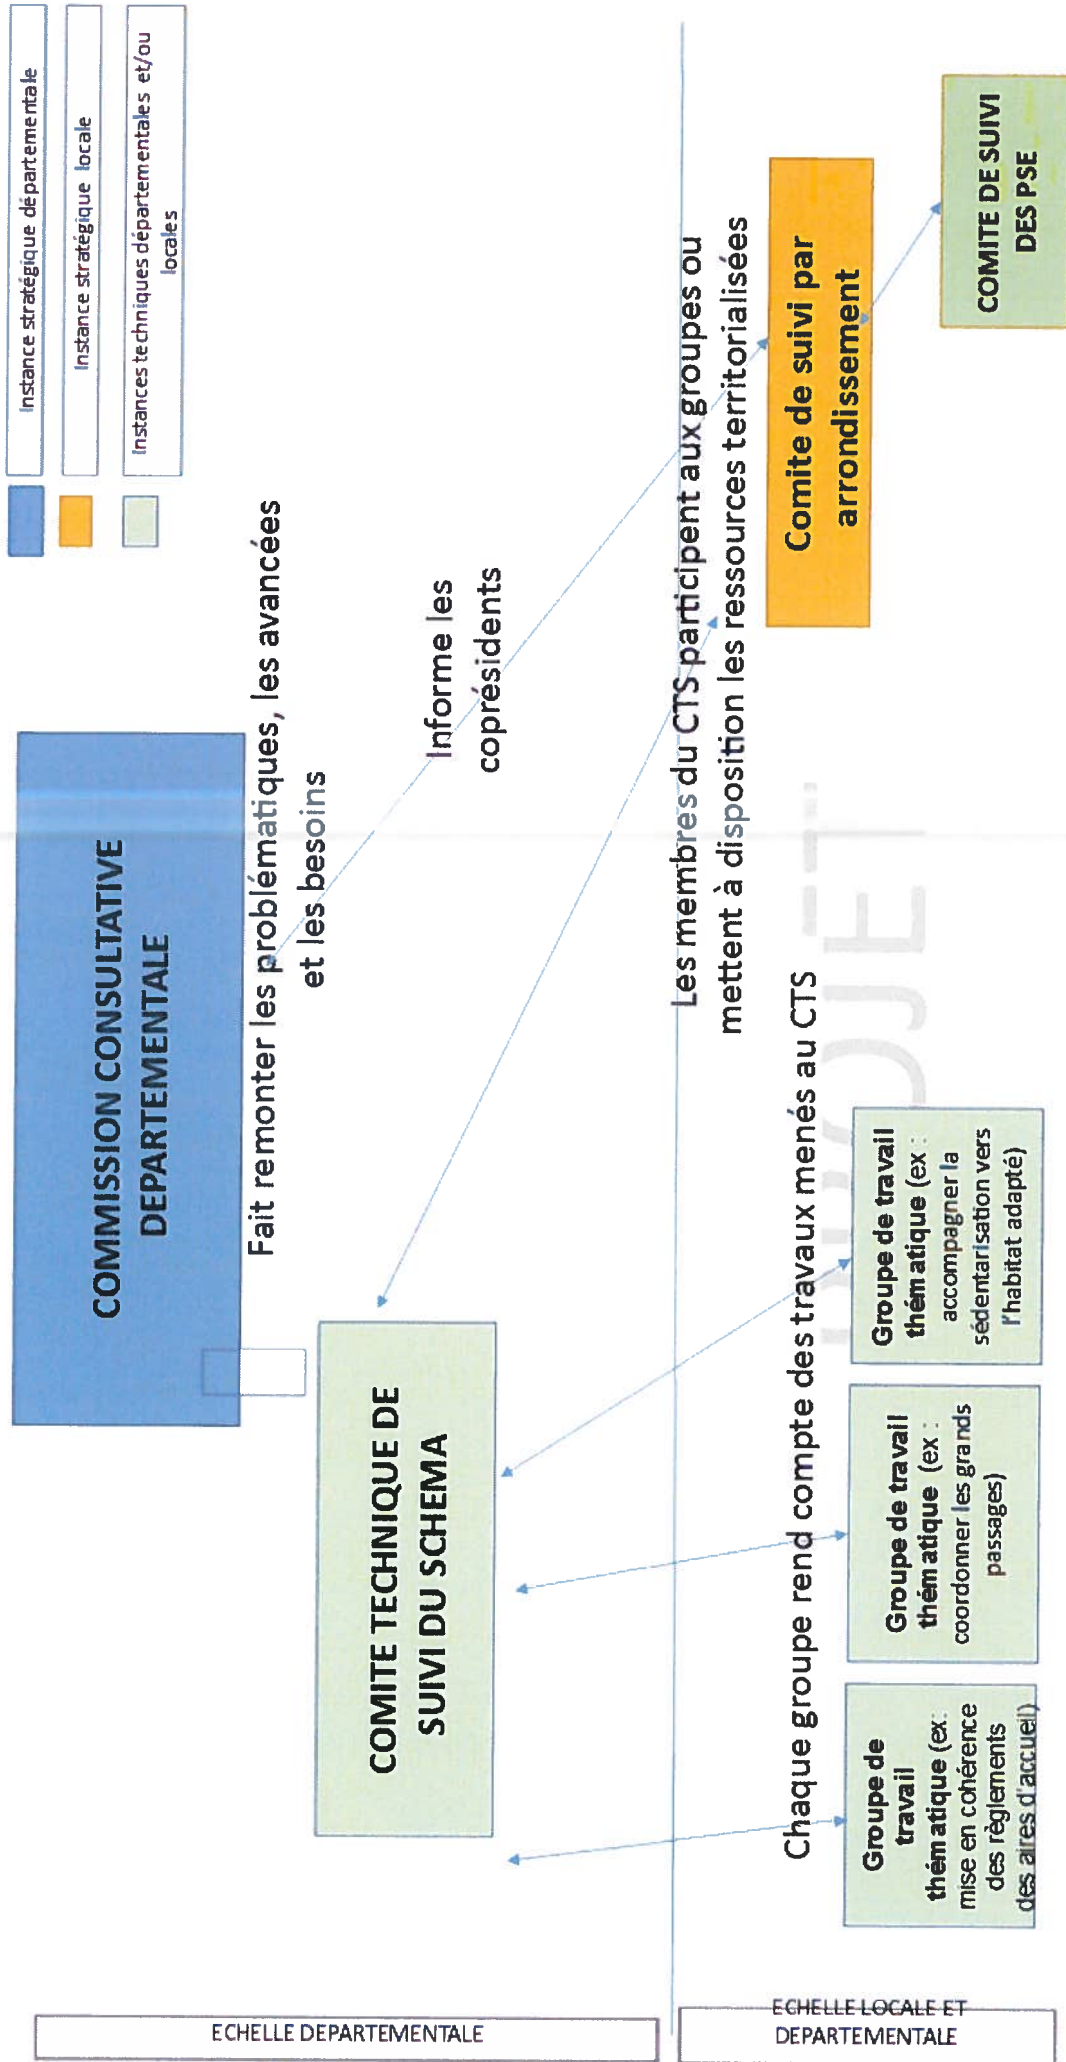 Instance stratégique départementale
Instance stratégique locale
Instances techniques départementales et/ou
locales
COMMISSION CONSULTATIVE
DEPARTEMENTALE
Fait remonter les problématiques, les avancées
et les besoins
Informe les
coprésidents
COMITE TECHNIQUE DE
SUIVI DU SCHEMA
Les membres du CTS participent aux groupes ou
mettent à disposition les ressources territorialisées
Comite de suivi par
arrondissement
COMITE DE SUIVI
DES PSE
Chaque groupe rend compte des travaux menés au CTS
Groupe de
travail
thématique (ex:
mise en cohérence
des règlements
des aires d'accueil)
Groupe de travail
thématique (ex :
coordonner les grands
passages)
Groupe de travail
thématique (ex :
accompagner la
sédentarisation vers
l'habitat adapté)
ECHELLE DEPARTEMENTALE
ECHELLE LOCALE ET
DEPARTEMENTALE